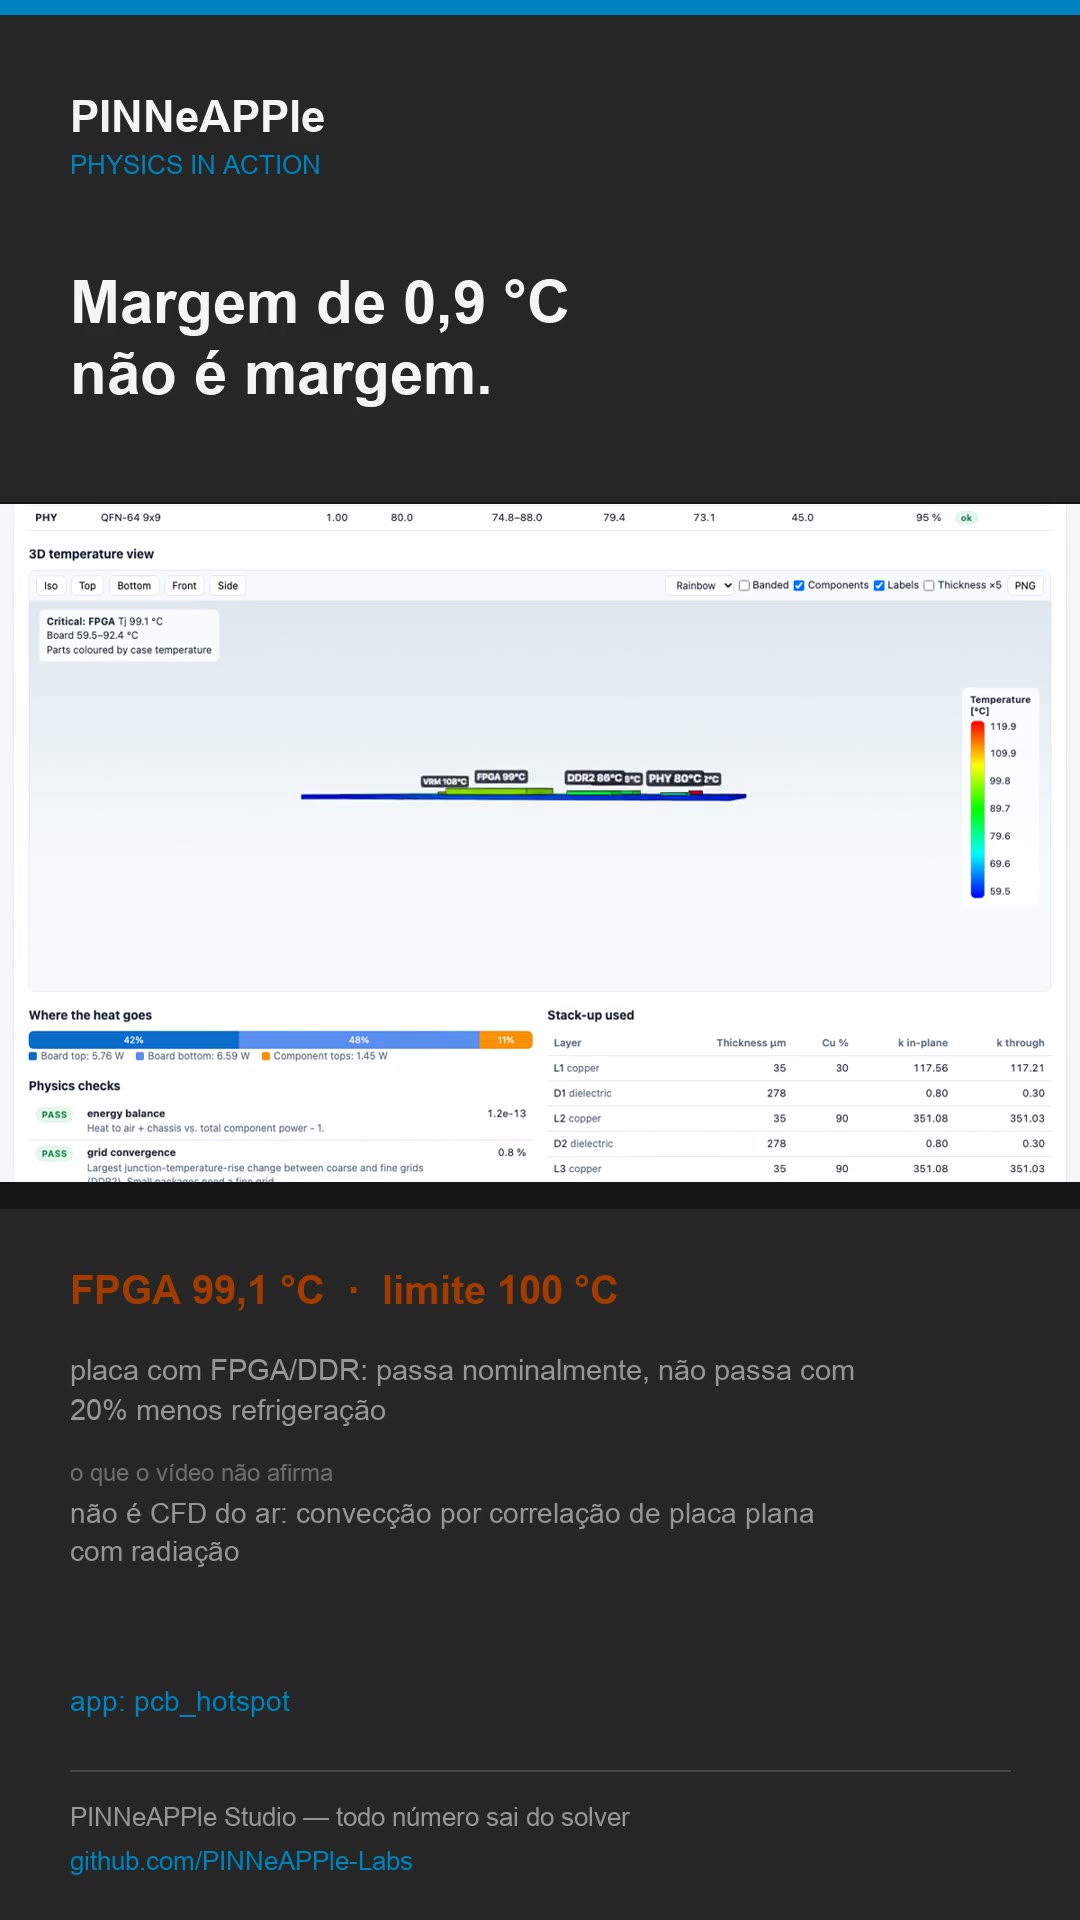 PINNeAPPle
PHYSICS IN ACTION
Margem de 0,9 °C
não é margem.
PHY QFN-64 9x9 1.00 80.0 74.8–88.0 79.4 73.1 45.0 95 % ok
3D temperature view
Iso Top Bottom Front Side Rainbow Banded Components Labels Thickness ×5 PNG
Critical: FPGA Tj 99.1 °C
Board 59.5–92.4 °C
Parts coloured by case temperature
Temperature
[°C]
119.9
109.9
99.8
89.7
79.6
69.6
59.5
VRM 108°C FPGA 99°C DDR2 86°C PHY 80°C
Where the heat goes
42% 48% 11%
Board top: 5.76 W Board bottom: 6.59 W Component tops: 1.45 W
Physics checks
PASS energy balance 1.2e-13
Heat to air + chassis vs. total component power - 1.
PASS grid convergence 0.8 %
Largest junction-temperature-rise change between coarse and fine grids
(DDR2). Small packages need a fine grid.
Stack-up used
Layer Thickness µm Cu % k in-plane k through
L1 copper 35 30 117.56 117.21
D1 dielectric 278 0.80 0.30
L2 copper 35 90 351.08 351.03
D2 dielectric 278 0.80 0.30
L3 copper 35 90 351.08 351.03
FPGA 99,1 °C · limite 100 °C
placa com FPGA/DDR: passa nominalmente, não passa com
20% menos refrigeração
o que o vídeo não afirma
não é CFD do ar: convecção por correlação de placa plana
com radiação
app: pcb_hotspot
PINNeAPPle Studio — todo número sai do solver
github.com/PINNeAPPle-Labs